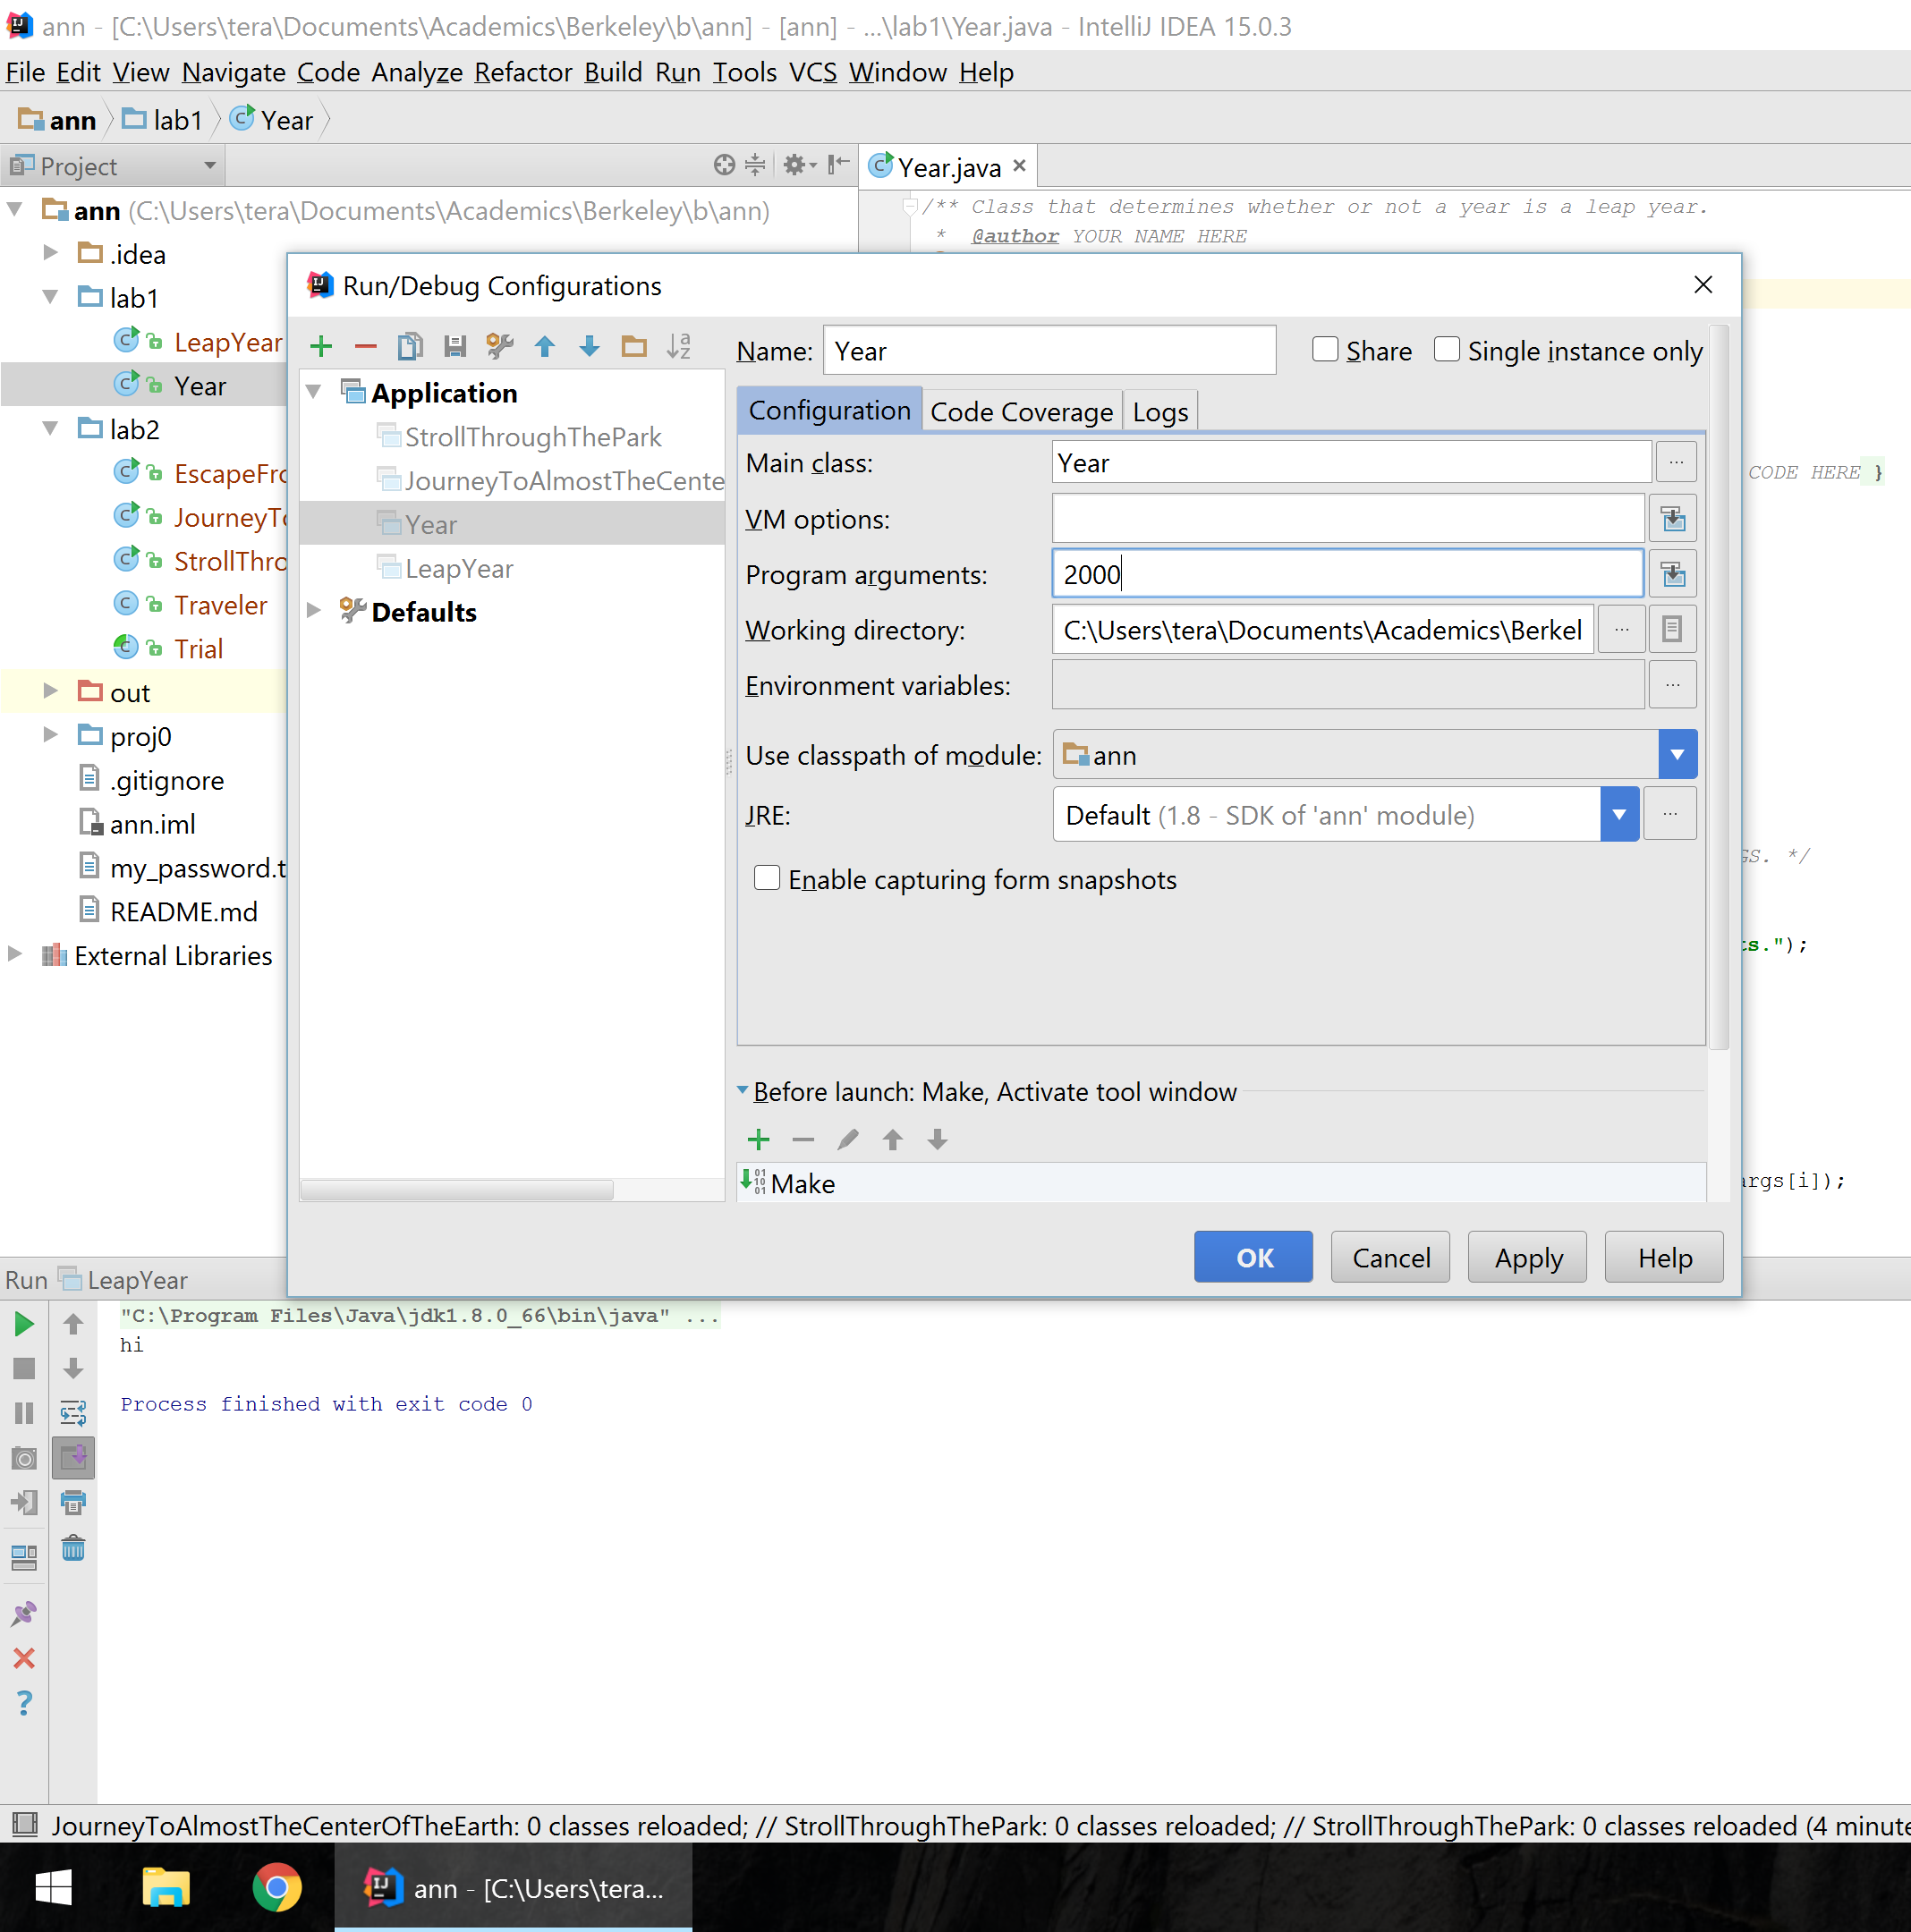 ann - [C:\Users\tera\Documents\Academics\Berkeley\b\ann] - [ann] - ...\lab1\Year.java - IntelliJ IDEA 15.0.3
File Edit View Navigate Code Analyze Refactor Build Run Tools VCS Window Help
ann lab1 Year
Project
Year.java
ann (C:\Users\tera\Documents\Academics\Berkeley\b\ann)
.idea
lab1
LeapYear
Year
lab2
EscapeFro
JourneyTo
StrollThro
Traveler
Trial
out
proj0
.gitignore
ann.iml
my_password.t
README.md
External Libraries
/** Class that determines whether or not a year is a leap year.
* @author YOUR NAME HERE
CODE HERE }
GS. */
ts.");
args[i]);
Run/Debug Configurations
Application
StrollThroughThePark
JourneyToAlmostTheCente
Year
LeapYear
Defaults
Name: Year
Share
Single instance only
Configuration Code Coverage Logs
Main class: Year
VM options:
Program arguments: 2000
Working directory: C:\Users\tera\Documents\Academics\Berkel
Environment variables:
Use classpath of module: ann
JRE: Default (1.8 - SDK of 'ann' module)
Enable capturing form snapshots
Before launch: Make, Activate tool window
Make
OK Cancel Apply Help
Run LeapYear
"C:\Program Files\Java\jdk1.8.0_66\bin\java" ...
hi
Process finished with exit code 0
JourneyToAlmostTheCenterOfTheEarth: 0 classes reloaded; // StrollThroughThePark: 0 classes reloaded; // StrollThroughThePark: 0 classes reloaded (4 minute
ann - [C:\Users\tera...